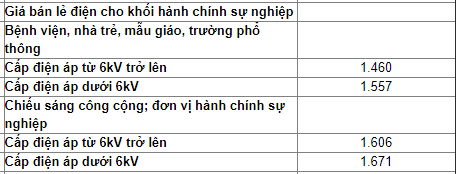 Giá bán lẻ điện cho khối hành chính sự nghiệp
Bệnh viện, nhà trẻ, mẫu giáo, trường phổ
thông
Cấp điện áp từ 6kV trở lên 1.460
Cấp điện áp dưới 6kV 1.557
Chiếu sáng công cộng; đơn vị hành chính sự
nghiệp
Cấp điện áp từ 6kV trở lên 1.606
Cấp điện áp dưới 6kV 1.671